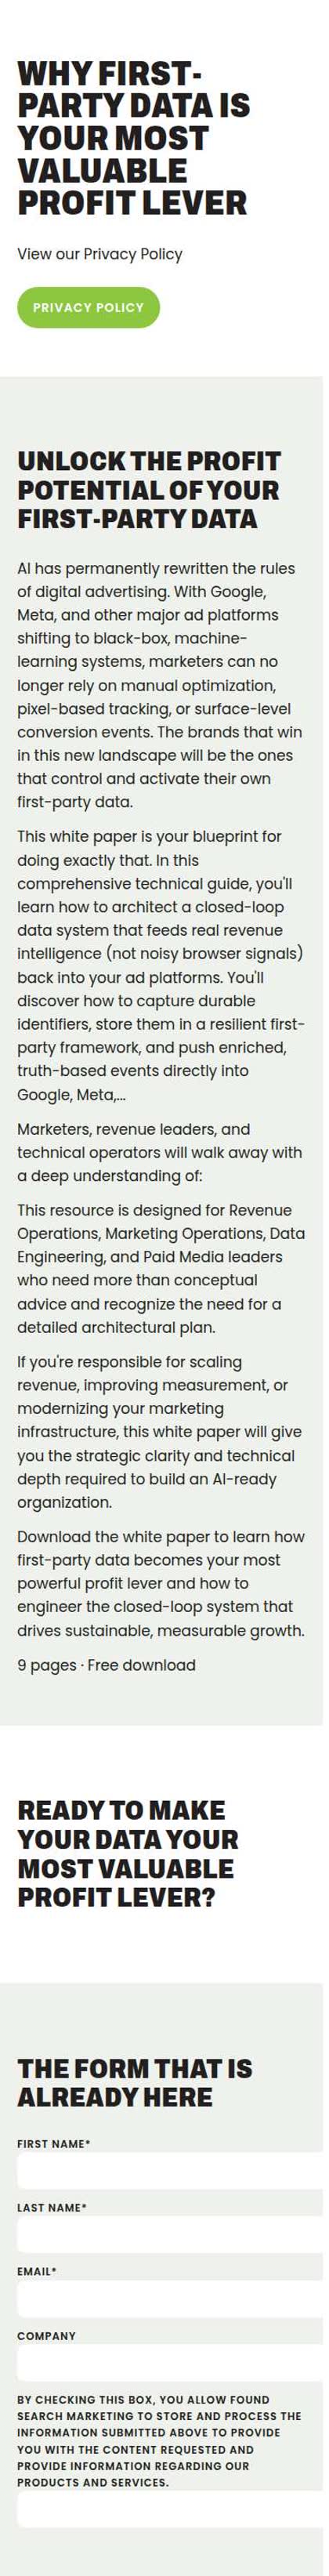 WHY FIRST-
PARTY DATA IS
YOUR MOST
VALUABLE
PROFIT LEVER
View our Privacy Policy
PRIVACY POLICY
UNLOCK THE PROFIT
POTENTIAL OF YOUR
FIRST-PARTY DATA
AI has permanently rewritten the rules
of digital advertising. With Google,
Meta, and other major ad platforms
shifting to black-box, machine-
learning systems, marketers can no
longer rely on manual optimization,
pixel-based tracking, or surface-level
conversion events. The brands that win
in this new landscape will be the ones
that control and activate their own
first-party data.
This white paper is your blueprint for
doing exactly that. In this
comprehensive technical guide, you'll
learn how to architect a closed-loop
data system that feeds real revenue
intelligence (not noisy browser signals)
back into your ad platforms. You'll
discover how to capture durable
identifiers, store them in a resilient first-
party framework, and push enriched,
truth-based events directly into
Google, Meta,...
Marketers, revenue leaders, and
technical operators will walk away with
a deep understanding of:
This resource is designed for Revenue
Operations, Marketing Operations, Data
Engineering, and Paid Media leaders
who need more than conceptual
advice and recognize the need for a
detailed architectural plan.
If you're responsible for scaling
revenue, improving measurement, or
modernizing your marketing
infrastructure, this white paper will give
you the strategic clarity and technical
depth required to build an AI-ready
organization.
Download the white paper to learn how
first-party data becomes your most
powerful profit lever and how to
engineer the closed-loop system that
drives sustainable, measurable growth.
9 pages · Free download
READY TO MAKE
YOUR DATA YOUR
MOST VALUABLE
PROFIT LEVER?
THE FORM THAT IS
ALREADY HERE
FIRST NAME*
LAST NAME*
EMAIL*
COMPANY
BY CHECKING THIS BOX, YOU ALLOW FOUND
SEARCH MARKETING TO STORE AND PROCESS THE
INFORMATION SUBMITTED ABOVE TO PROVIDE
YOU WITH THE CONTENT REQUESTED AND
PROVIDE INFORMATION REGARDING OUR
PRODUCTS AND SERVICES.